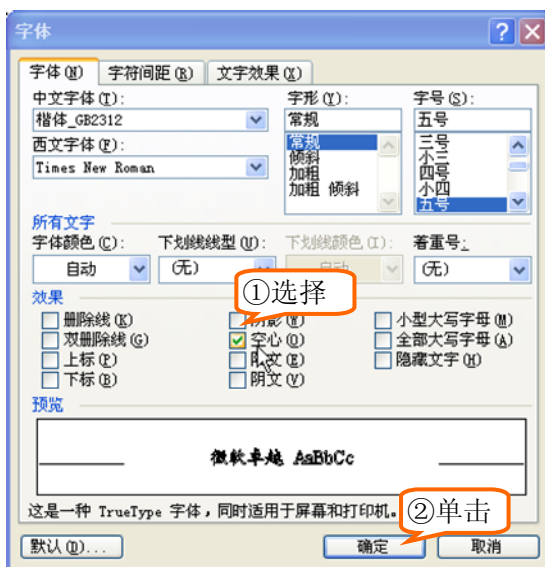 字体
字体(N) 字符间距(R) 文字效果(X)
中文字体(T): 字形(Y): 字号(S):
楷体_GB2312 常规 五号
西文字体(F):
Times New Roman
常规
倾斜
加粗
加粗 倾斜
三号
小三
四号
小四
五号
所有文字
字体颜色(C): 下划线线型(U): 下划线颜色(I): 着重号:
自动 (无) 自动 (无)
①选择
效果
删除线(K) 阴影(W) 小型大写字母(M)
双删除线(G) 空心(O) 全部大写字母(A)
上标(P) 阳文(E) 隐藏文字(H)
下标(B) 阴文(V)
预览
微软卓越 AaBbCc
这是一种 TrueType 字体,同时适用于屏幕和打印机。
②单击
默认(D)... 确定 取消